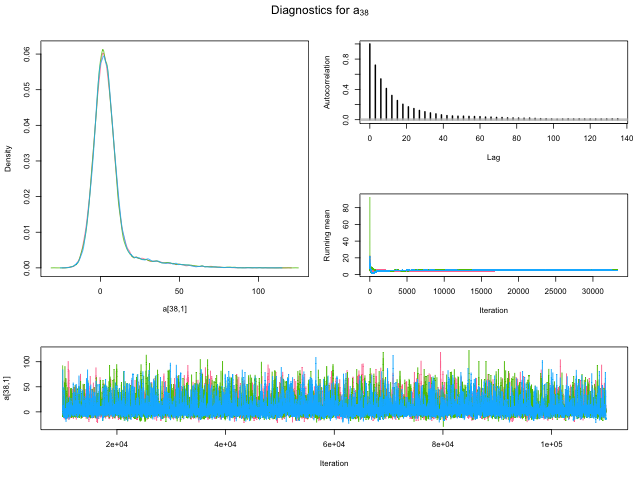 Diagnostics for a38
Density
0.00 0.01 0.02 0.03 0.04 0.05 0.06
0 50 100
a[38,1]
Autocorrelation
0.0 0.4 0.8
0 20 40 60 80 100 120 140
Lag
Running mean
0 20 40 60 80
0 5000 10000 15000 20000 25000 30000
Iteration
a[38,1]
0 50 100
2e+04 4e+04 6e+04 8e+04 1e+05
Iteration